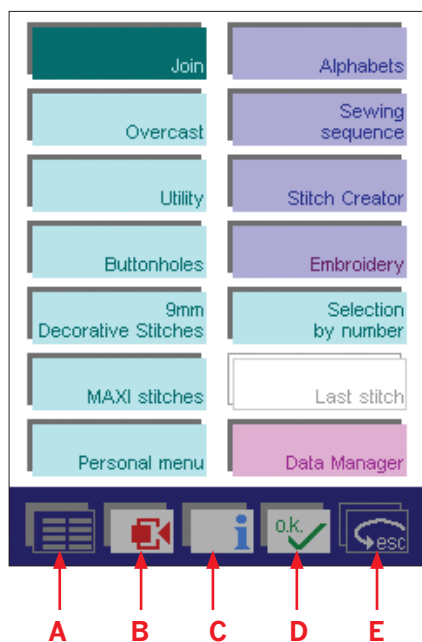 Join
Overcast
Utility
Buttonholes
9mm
Decorative Stitches
MAXI stitches
Personal menu
Alphabets
Sewing
sequence
Stitch Creator
Embroidery
Selection
by number
Last stitch
Data Manager
i
o.k.
esc
A
B
C
D
E